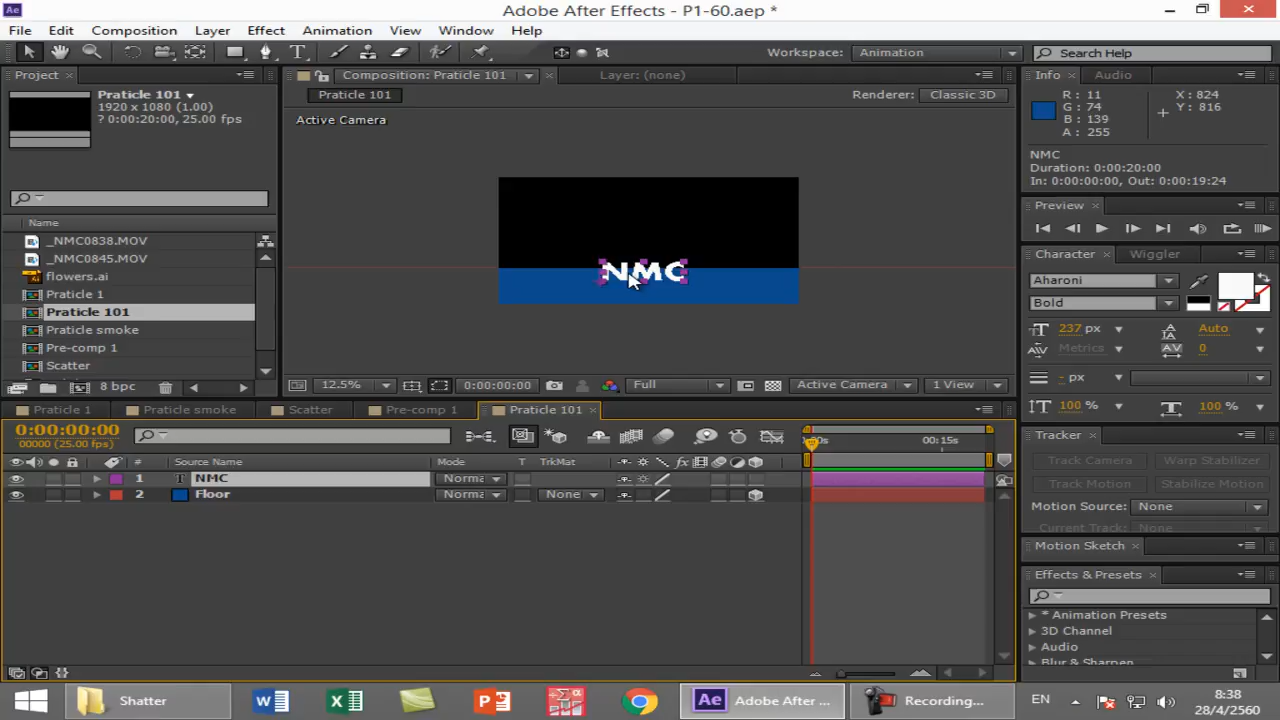 Adobe After Effects - P1-60.aep *
File Edit Composition Layer Effect Animation View Window Help
Workspace: Animation Search Help
Project
Praticle 101
1920 x 1080 (1.00)
? 0:00:20:00, 25.00 fps
Name
_NMC0838.MOV
_NMC0845.MOV
flowers.ai
Praticle 1
Praticle 101
Praticle smoke
Pre-comp 1
Scatter
8 bpc
Composition: Praticle 101 Layer: (none)
Praticle 101 Renderer: Classic 3D
Active Camera
NMC
12.5% 0:00:00:00 Full Active Camera 1 View
Info Audio
R : 11
G : 74
B : 139
A : 255
X : 824
Y : 816
NMC
Duration: 0:00:20:00
In: 0:00:00:00, Out: 0:00:19:24
Preview
Character Wiggler
Aharoni
Bold
237 px Auto
Metrics 0
- px
100 % 100 %
Tracker
Track Camera Warp Stabilizer
Track Motion Stabilize Motion
Motion Source: None
Current Track: None
Motion Sketch
Effects & Presets
* Animation Presets
3D Channel
Audio
Blur & Sharpen
Praticle 1 Praticle smoke Scatter Pre-comp 1 Praticle 101
0:00:00:00
00000 (25.00 fps)
:00s 00:15s
# Source Name Mode T TrkMat
1 T NMC Norma
2 Floor Norma None
Shatter Adobe After ... Recording... EN 8:38
28/4/2560